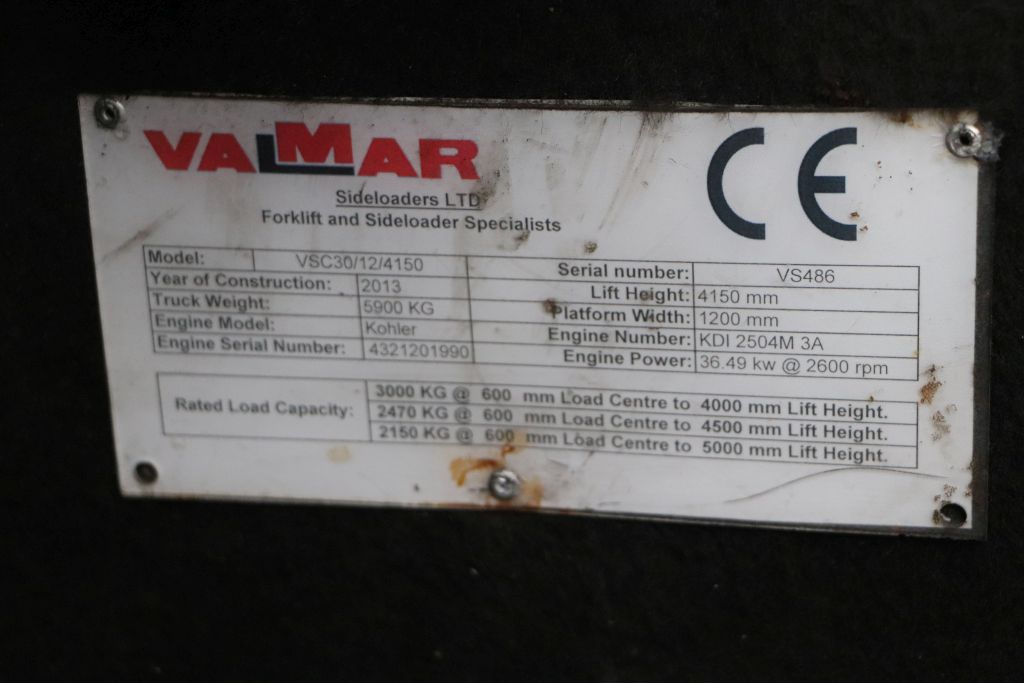 VALMAR
Sideloaders LTD
Forklift and Sideloader Specialists
CE
Model: VSC30/12/4150 Serial number: VS486
Year of Construction: 2013 Lift Height: 4150 mm
Truck Weight: 5900 KG Platform Width: 1200 mm
Engine Model: Kohler Engine Number: KDI 2504M 3A
Engine Serial Number: 4321201990 Engine Power: 36.49 kw @ 2600 rpm
Rated Load Capacity:
3000 KG @ 600 mm Load Centre to 4000 mm Lift Height.
2470 KG @ 600 mm Load Centre to 4500 mm Lift Height.
2150 KG @ 600 mm Load Centre to 5000 mm Lift Height.